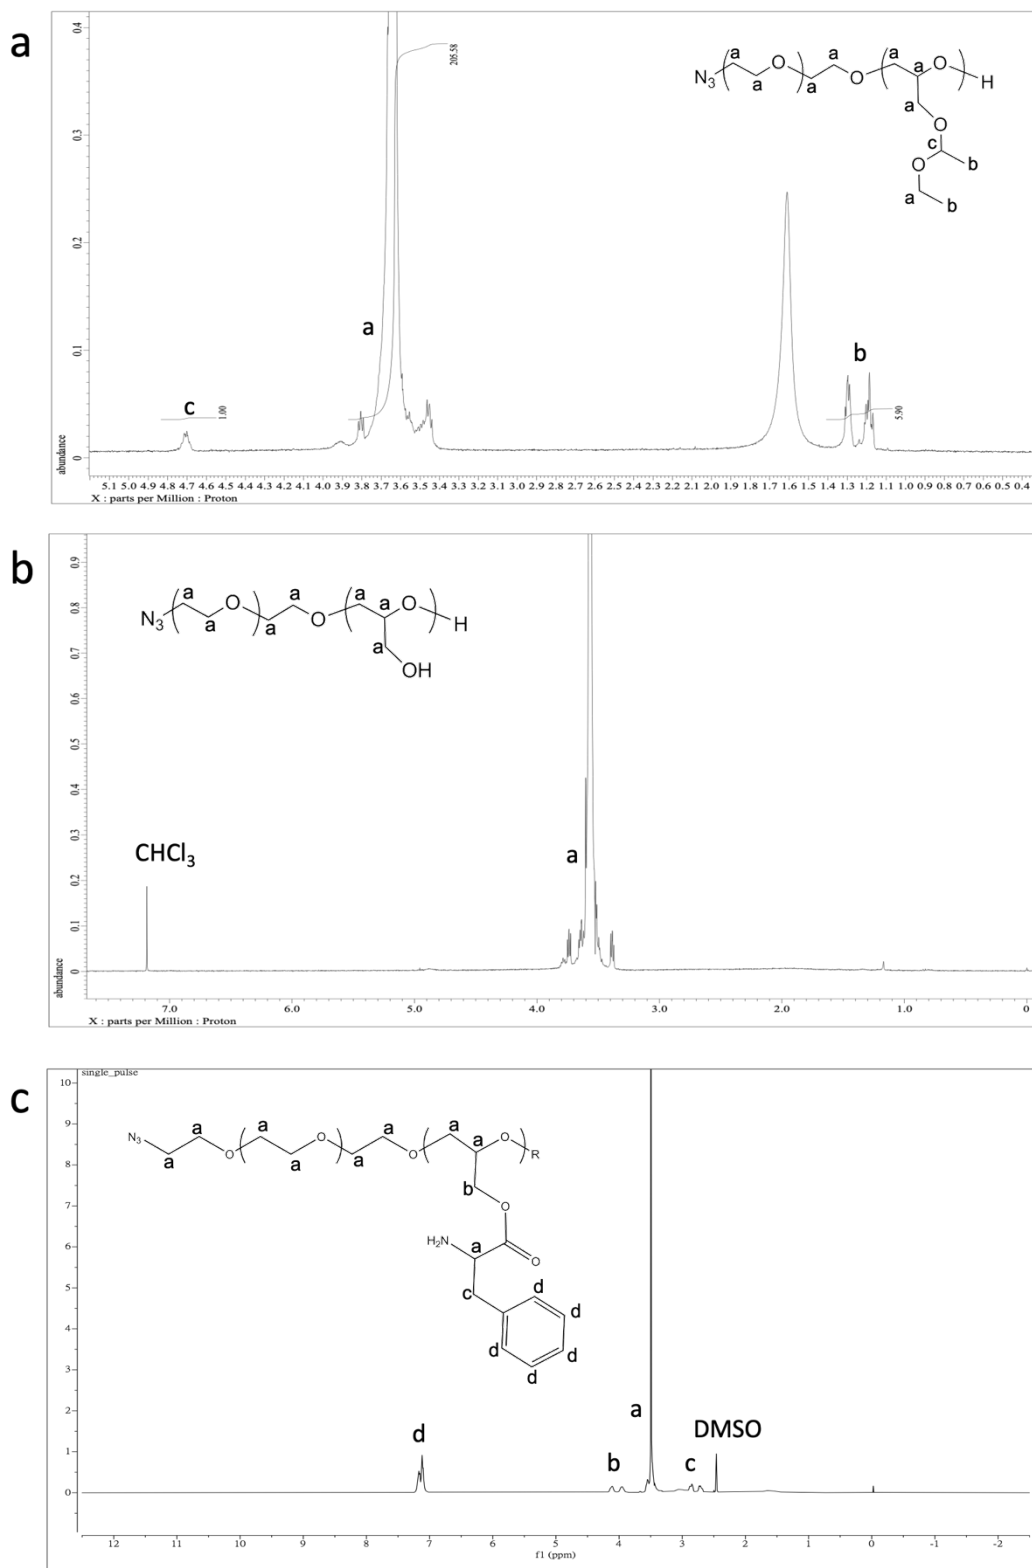 a
0.4
0.3
0.2
0.1
0
abundance
205.58
1.00
5.90
c
a
b
N3
a
a
O
a
a
O
a
a
a
O
H
O
c
b
O
a
b
5.1 5.0 4.9 4.8 4.7 4.6 4.5 4.4 4.3 4.2 4.1 4.0 3.9 3.8 3.7 3.6 3.5 3.4 3.3 3.2 3.1 3.0 2.9 2.8 2.7 2.6 2.5 2.4 2.3 2.2 2.1 2.0 1.9 1.8 1.7 1.6 1.5 1.4 1.3 1.2 1.1 1.0 0.9 0.8 0.7 0.6 0.5 0.4
X : parts per Million : Proton
b
0.9
0.8
0.7
0.6
0.5
0.4
0.3
0.2
0.1
0
abundance
N3
a
a
O
a
a
O
a
a
a
O
H
OH
CHCl3
a
7.0 6.0 5.0 4.0 3.0 2.0 1.0 0
X : parts per Million : Proton
c
single_pulse
10
9
8
7
6
5
4
3
2
1
0
N3
a
a
O
a
a
O
a
a
O
a
a
O
R
b
O
H2N
a
O
c
d
d
d
d
d
d
b
a
c
DMSO
12 11 10 9 8 7 6 5 4 3 2 1 0 -1 -2
f1 (ppm)